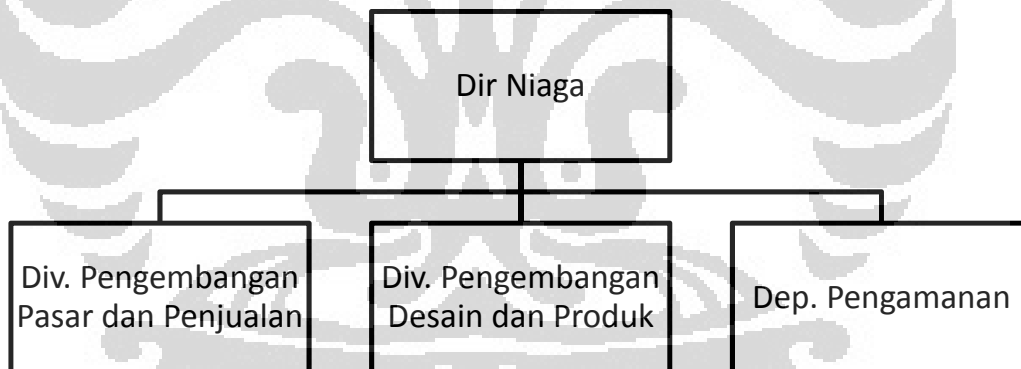 Dir Niaga
Div. Pengembangan
Pasar dan Penjualan
Div. Pengembangan
Desain dan Produk
Dep. Pengamanan